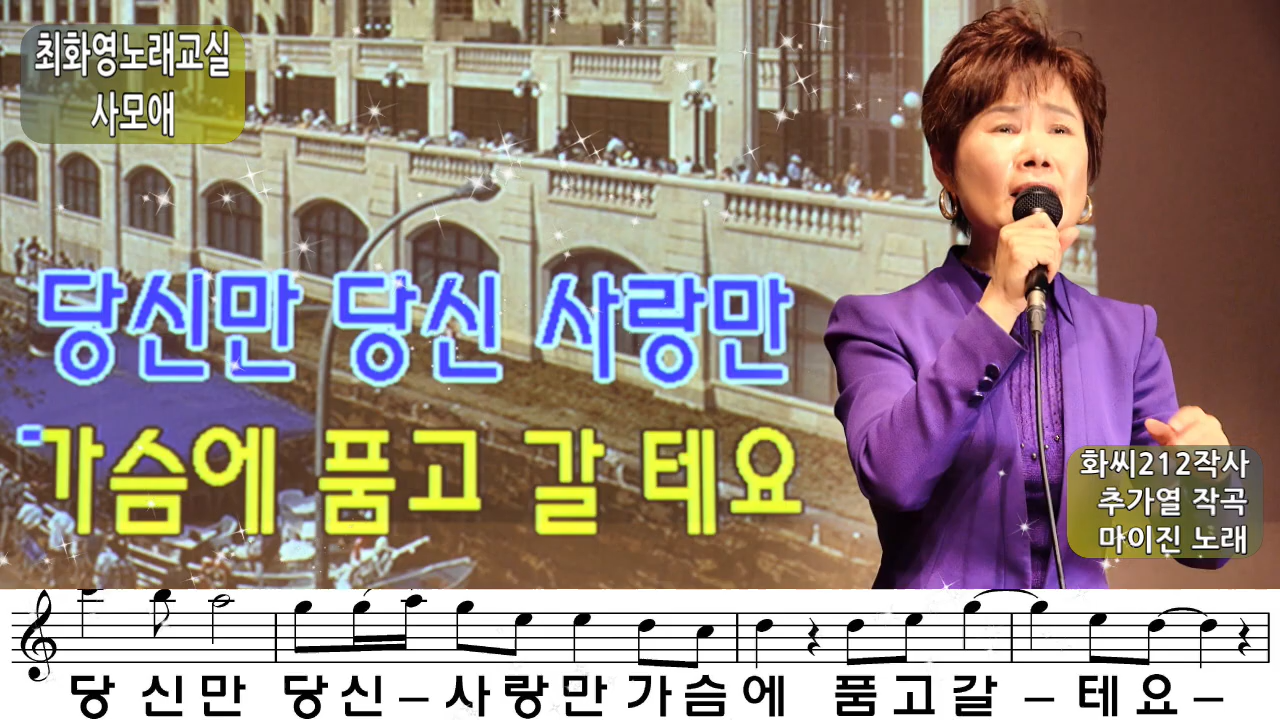 최화영노래교실
사모애
당신만 당신 사랑만
가슴에 품고 갈 테요
화씨212작사
추가열 작곡
마이진 노래
당 신 만 당 신 – 사 랑 만 가 슴 에 품 고 갈 – 테 요 –